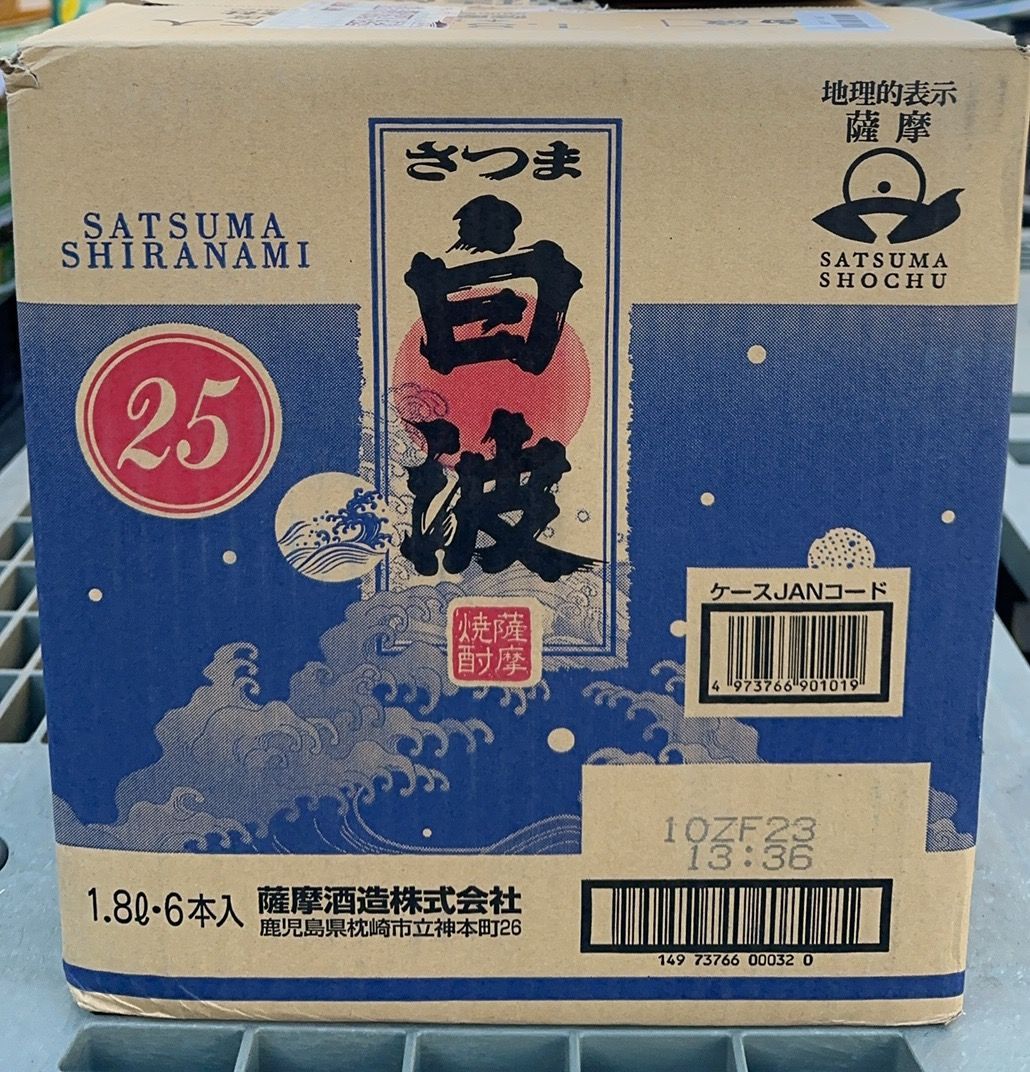 地理的表示
薩摩
SATSUMA
SHOCHU
さつま
白波
SATSUMA
SHIRANAMI
25
薩摩
焼酎
ケースJANコード
4 973766 901019
10ZF23
13:36
1.8ℓ・6本入
薩摩酒造株式会社
鹿児島県枕崎市立神本町26
149 73766 00032 0